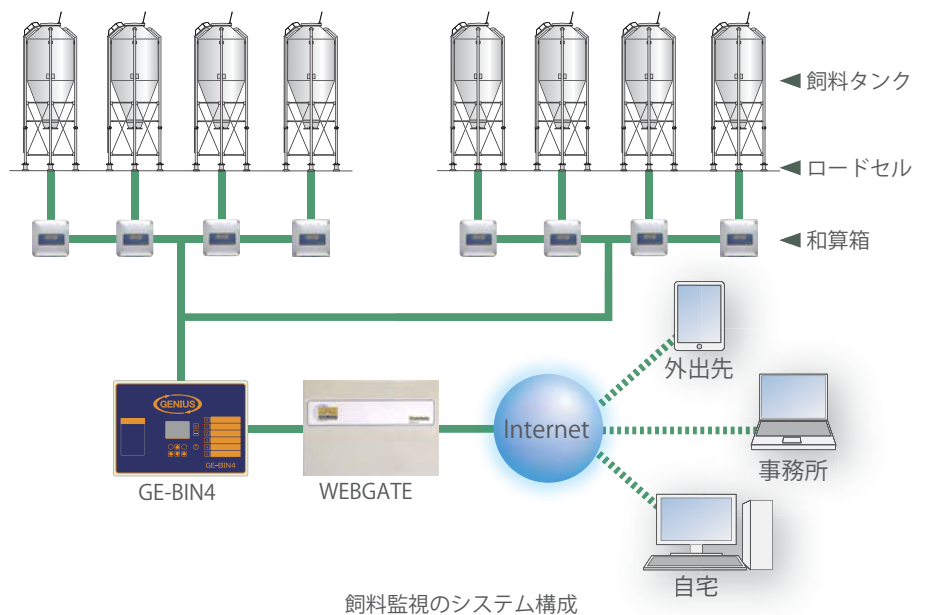 飼料タンク
ロードセル
和算箱
外出先
GENIUS
GE-BIN4
Internet
事務所
GE-BIN4
WEBGATE
自宅
飼料監視のシステム構成